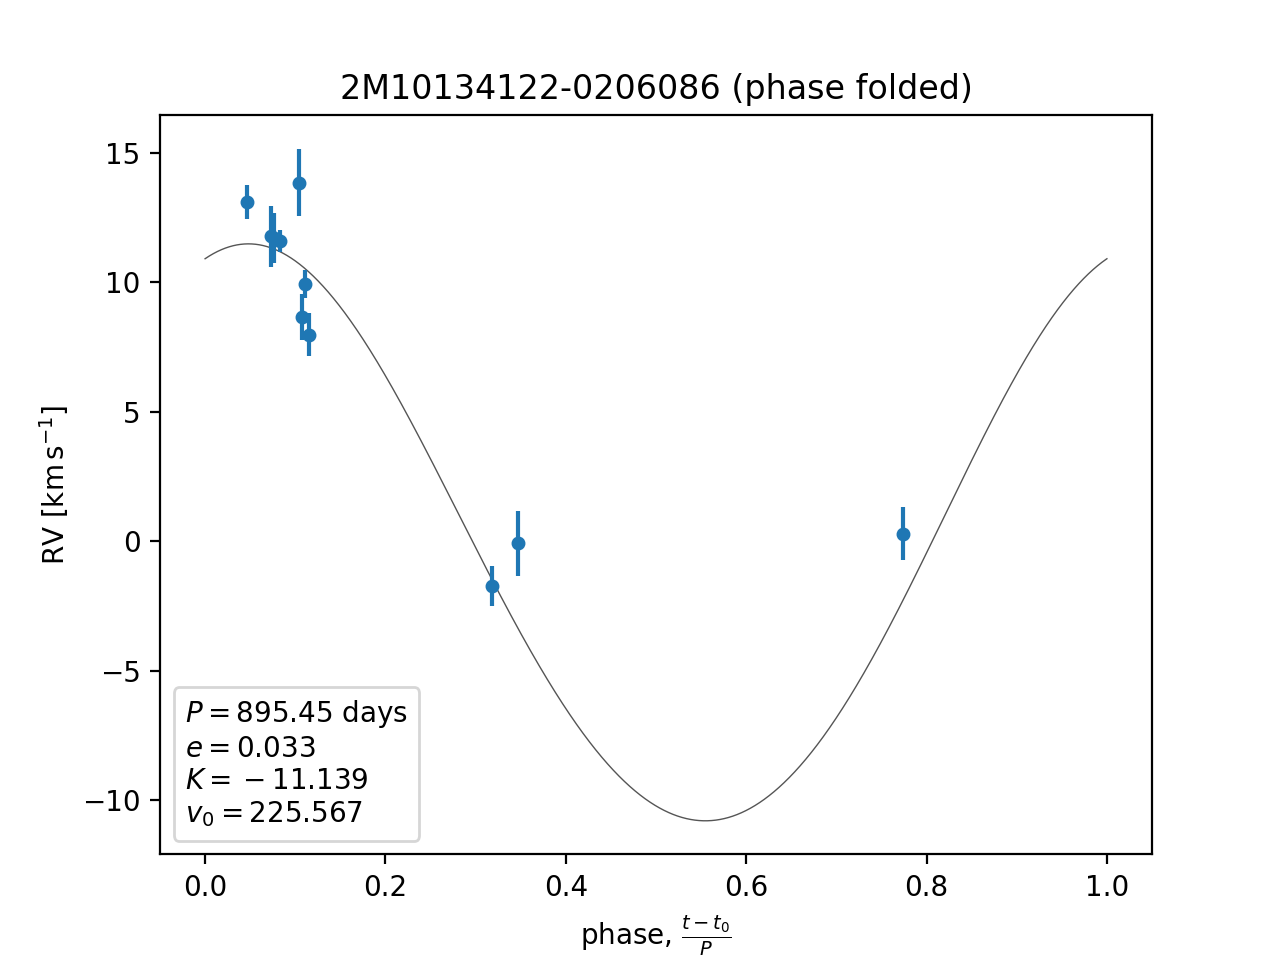 2M10134122-0206086 (phase folded)
15
10
5
0
−5
−10
RV [km s⁻¹]
P = 895.45 days
e = 0.033
K = − 11.139
v₀ = 225.567
0.0 0.2 0.4 0.6 0.8 1.0
phase, (t − t₀)/P